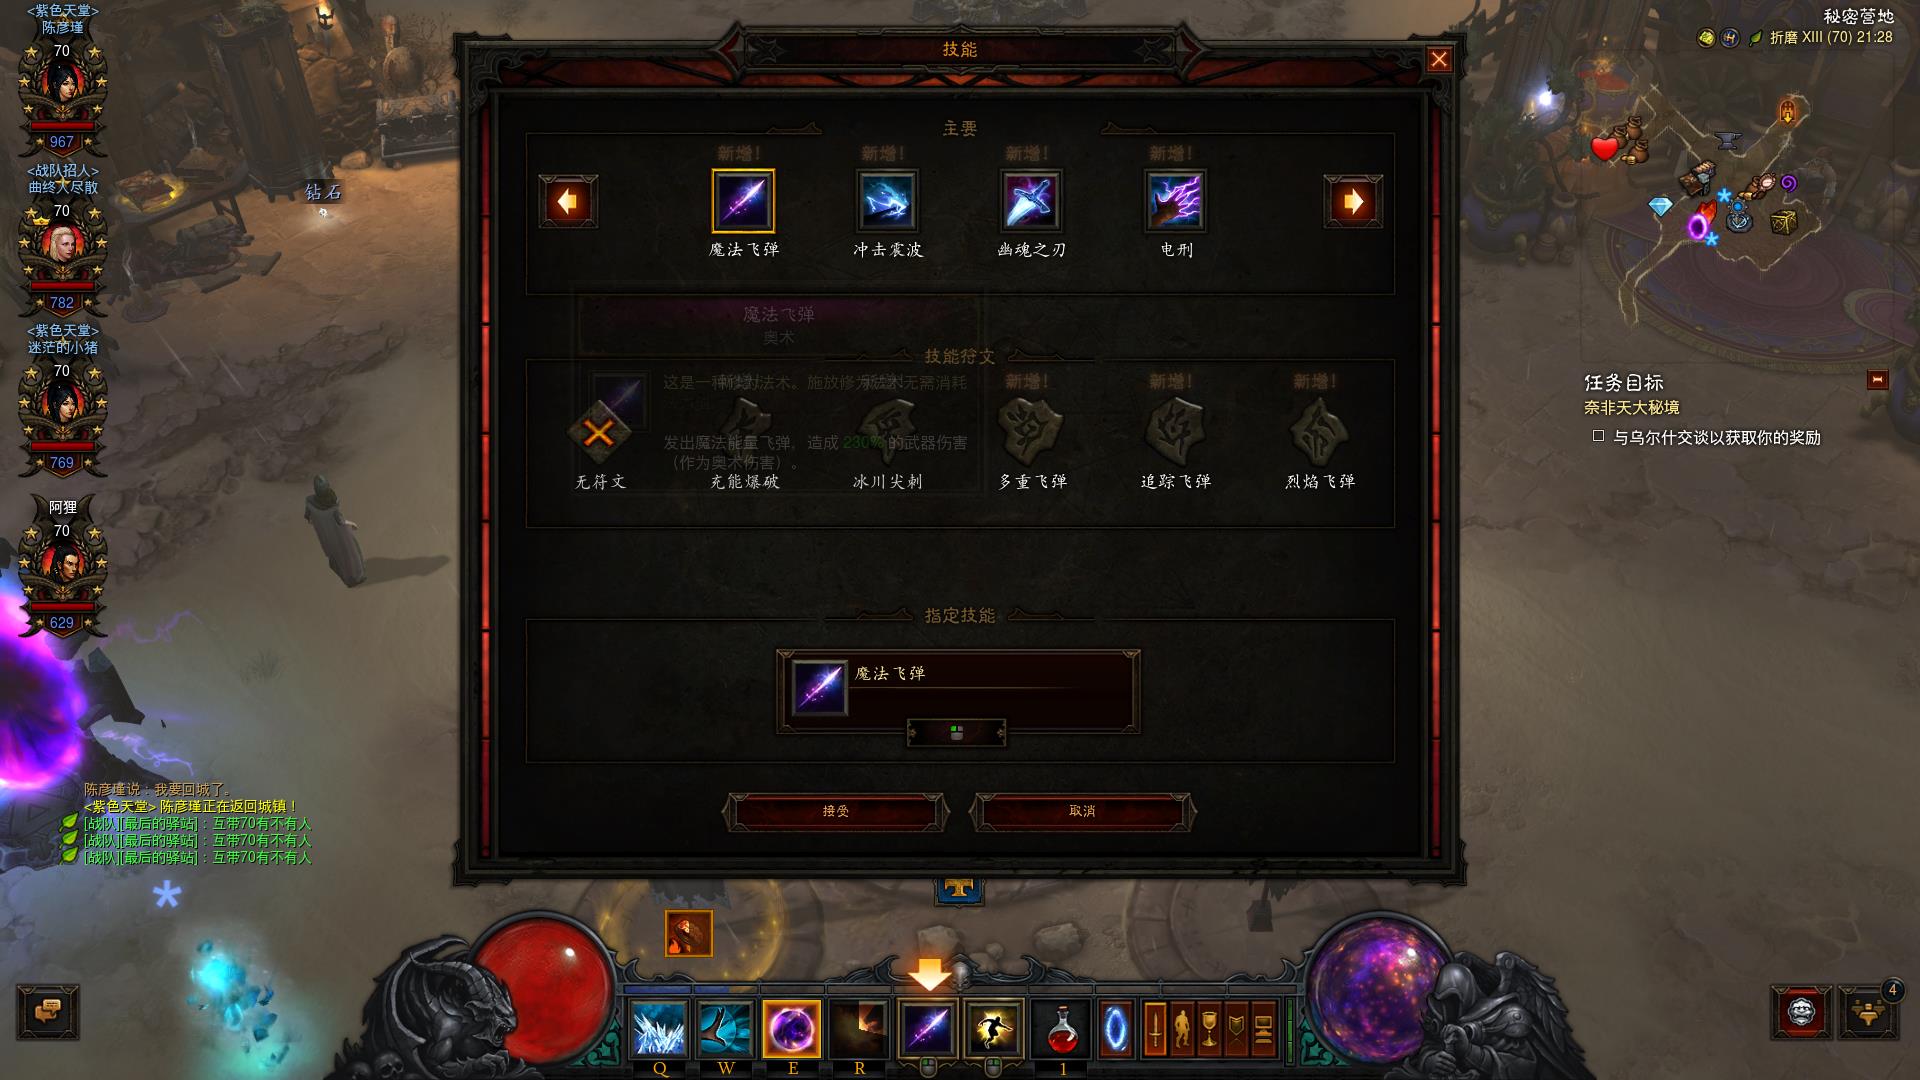 <紫色天堂>
陈彦瑾
70
967
<战队招人>
曲终人尽散
70
782
<紫色天堂>
迷茫的小猪
70
769
阿狸
70
629
钻石
技能
主要
新增!
新增!
新增!
新增!
魔法飞弹
冲击震波
幽魂之刃
电刑
魔法飞弹
奥术
技能符文
新增!
新增!
新增!
无符文
充能爆破
冰川尖刺
多重飞弹
追踪飞弹
烈焰飞弹
发出魔法能量飞弹，造成 230% 的武器伤害
（作为奥术伤害）。
指定技能
魔法飞弹
接受
取消
秘密营地
折磨 XIII (70) 21:28
任务目标
奈非天大秘境
与乌尔什交谈以获取你的奖励
陈彦瑾说：我要回城了。
<紫色天堂> 陈彦瑾正在返回城镇！
[战队][最后的驿站]：互带70有不有人
[战队][最后的驿站]：互带70有不有人
[战队][最后的驿站]：互带70有不有人
Q
W
E
R
1
4